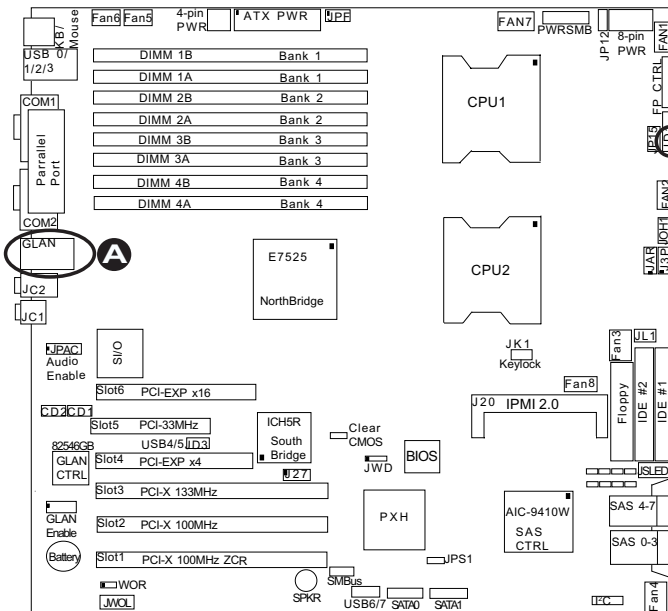 Fan6 Fan5
4-pin
PWR
ATX PWR
JPF
FAN7
PWRSMB
JP12
8-pin
PWR
FAN1
KB/
Mouse
USB 0/
1/2/3
FP CTRL
DIMM 1B Bank 1
DIMM 1A Bank 1
DIMM 2B Bank 2
DIMM 2A Bank 2
DIMM 3B Bank 3
DIMM 3A Bank 3
DIMM 4B Bank 4
DIMM 4A Bank 4
CPU1
COM1
Parrallel
Port
COM2
JP15
FAN2
GLAN
A
JOH1
JAR
J3P
E7525
NorthBridge
CPU2
JC2
JC1
JPAC
Audio
Enable
S I/O
JK1
Keylock
Fan3
JL1
Slot6 PCI-EXP x16
Fan8
J20 IPMI 2.0
Floppy
IDE #2
IDE #1
CD2 CD1
Slot5 PCI-33MHz
ICH5R
South
Bridge
Clear
CMOS
82546GB
GLAN
CTRL
USB4/5 JD3
Slot4 PCI-EXP x4
JWD
BIOS
J27
JSLED
Slot3 PCI-X 133MHz
GLAN
Enable
Slot2 PCI-X 100MHz
PXH
AIC-9410W
SAS
CTRL
SAS 4-7
SAS 0-3
Battery
Slot1 PCI-X 100MHz ZCR
JPS1
WOR
JWOL
SPKR
SMBus
USB6/7
SATA0
SATA1
I²C
Fan4